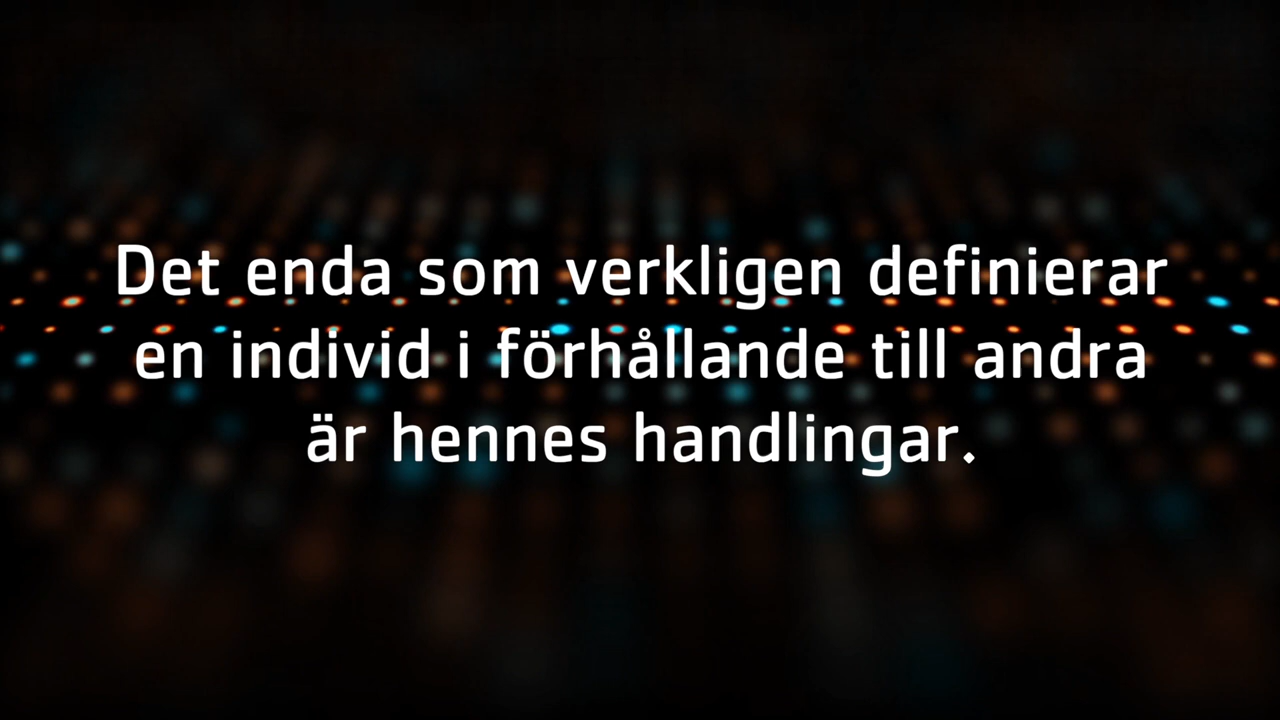 Det enda som verkligen definierar
en individ i förhållande till andra
är hennes handlingar.